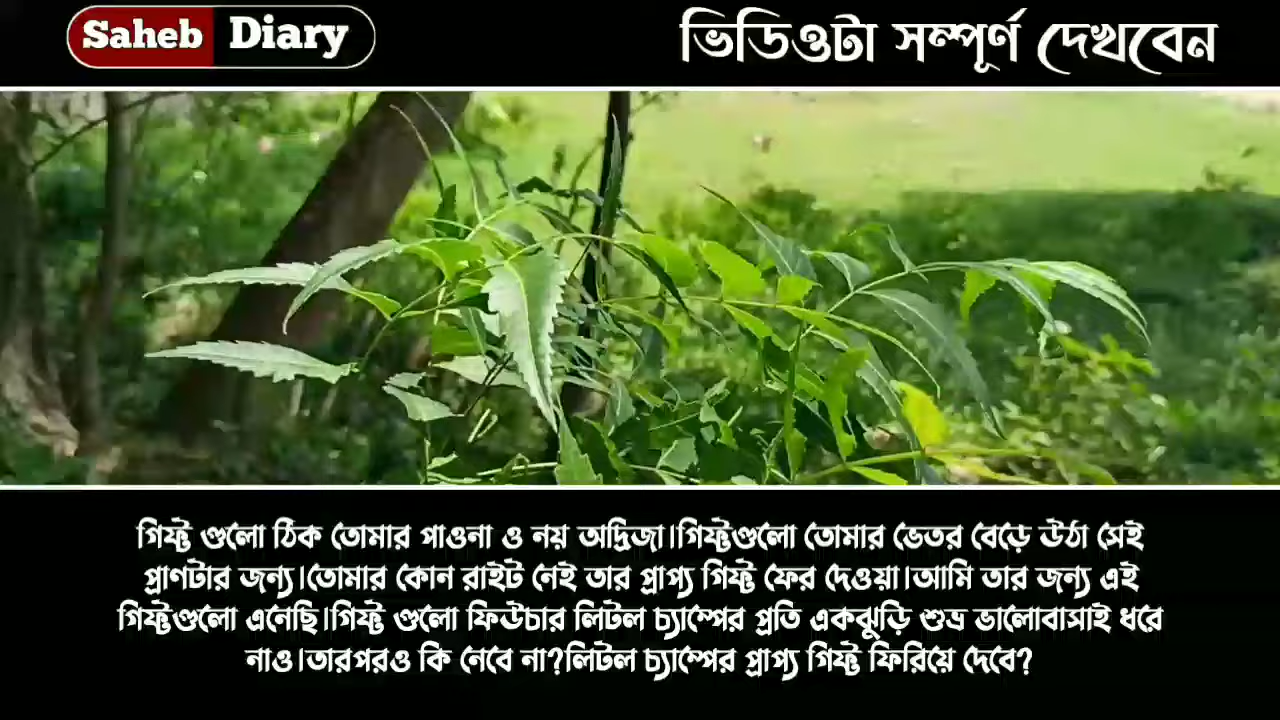 Saheb Diary
ভিডিওটা সম্পূর্ণ দেখবেন
গিফ্ট গুলো ঠিক তোমার পাওনা ও নয় অদ্রিজা।গিফ্টগুলো তোমার ভেতর বেড়ে উঠা সেই
প্রাণটার জন্য।তোমার কোন রাইট নেই তার প্রাপ্য গিফ্ট ফের দেওয়া।আমি তার জন্য এই
গিফ্টগুলো এনেছি।গিফ্ট গুলো ফিউচার লিটল চ্যাম্পের প্রতি একঝুড়ি শুভ্র ভালোবাসাই ধরে
নাও।তারপরও কি নেবে না?লিটল চ্যাম্পের প্রাপ্য গিফ্ট ফিরিয়ে দেবে?